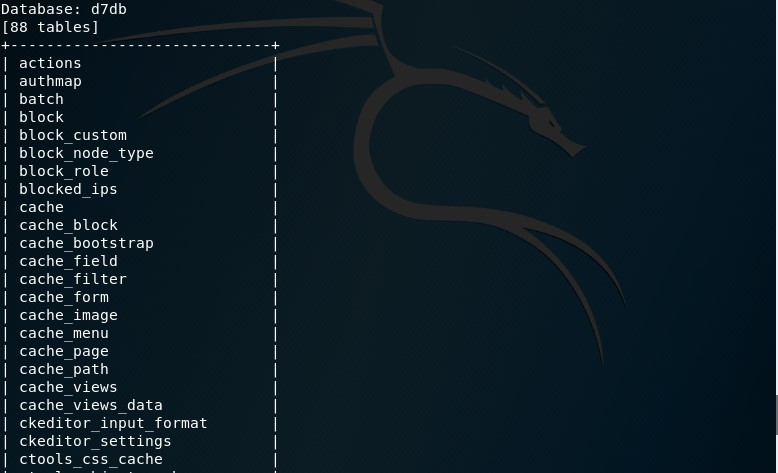 Database: d7db
[88 tables]
+-----------------------------+
| actions                     |
| authmap                     |
| batch                       |
| block                       |
| block_custom                |
| block_node_type             |
| block_role                  |
| blocked_ips                 |
| cache                       |
| cache_block                 |
| cache_bootstrap             |
| cache_field                 |
| cache_filter                |
| cache_form                  |
| cache_image                 |
| cache_menu                  |
| cache_page                  |
| cache_path                  |
| cache_views                 |
| cache_views_data            |
| ckeditor_input_format       |
| ckeditor_settings           |
| ctools_css_cache            |